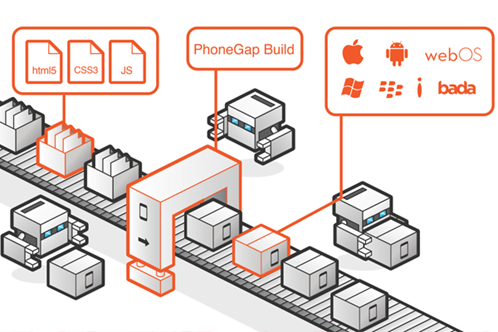 html5
CSS3
JS
PhoneGap Build
webOS
bada